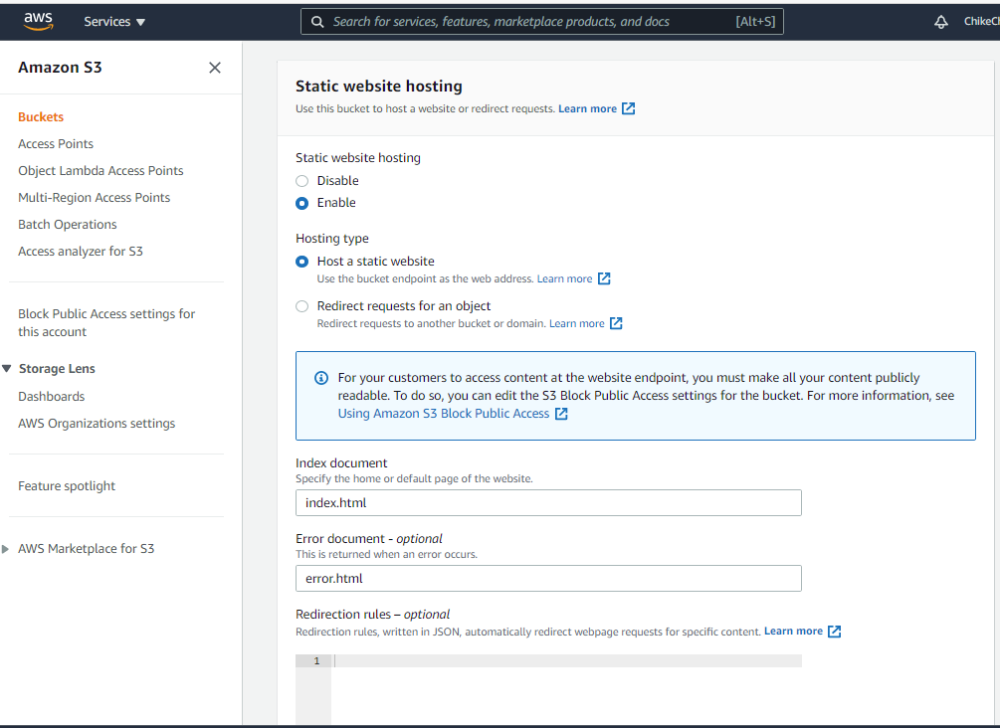 aws
Services
Search for services, features, marketplace products, and docs [Alt+S]
Amazon S3
Buckets
Access Points
Object Lambda Access Points
Multi-Region Access Points
Batch Operations
Access analyzer for S3
Block Public Access settings for
this account
Storage Lens
Dashboards
AWS Organizations settings
Feature spotlight
AWS Marketplace for S3
Static website hosting
Use this bucket to host a website or redirect requests. Learn more
Static website hosting
Disable
Enable
Hosting type
Host a static website
Use the bucket endpoint as the web address. Learn more
Redirect requests for an object
Redirect requests to another bucket or domain. Learn more
For your customers to access content at the website endpoint, you must make all your content publicly
readable. To do so, you can edit the S3 Block Public Access settings for the bucket. For more information, see
Using Amazon S3 Block Public Access
Index document
Specify the home or default page of the website.
index.html
Error document - optional
This is returned when an error occurs.
error.html
Redirection rules – optional
Redirection rules, written in JSON, automatically redirect webpage requests for specific content. Learn more
1